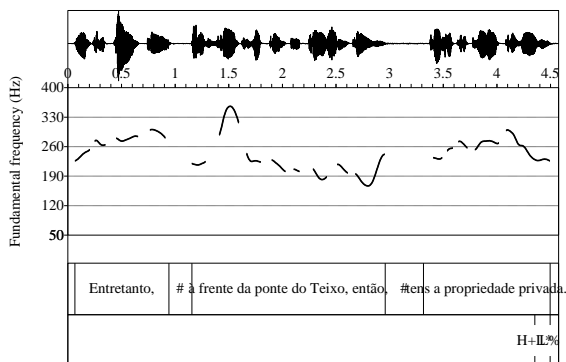 0 0.5 1 1.5 2 2.5 3 3.5 4 4.5
Fundamental frequency (Hz)
400
330
260
190
120
50
Entretanto, # à frente da ponte do Teixo, então, # tens a propriedade privada.
H+L* L%